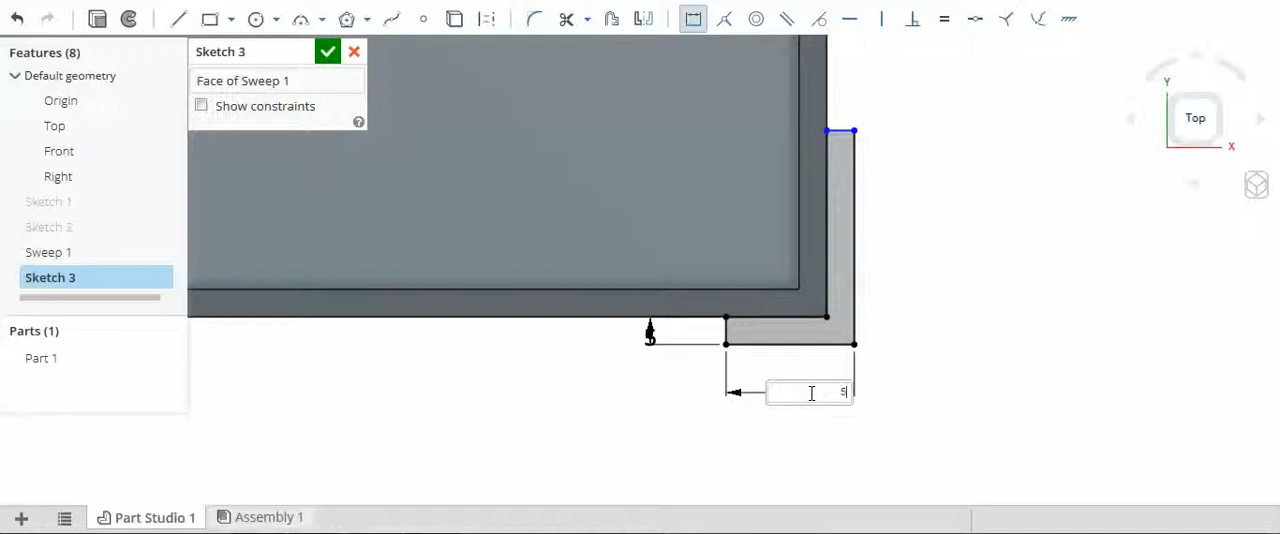 Features (8)
Sketch 3
Face of Sweep 1
Show constraints
Default geometry
Origin
Top
Front
Right
Sketch 1
Sketch 2
Sweep 1
Sketch 3
Parts (1)
Part 1
Y
Top
X
5
5
Part Studio 1
Assembly 1